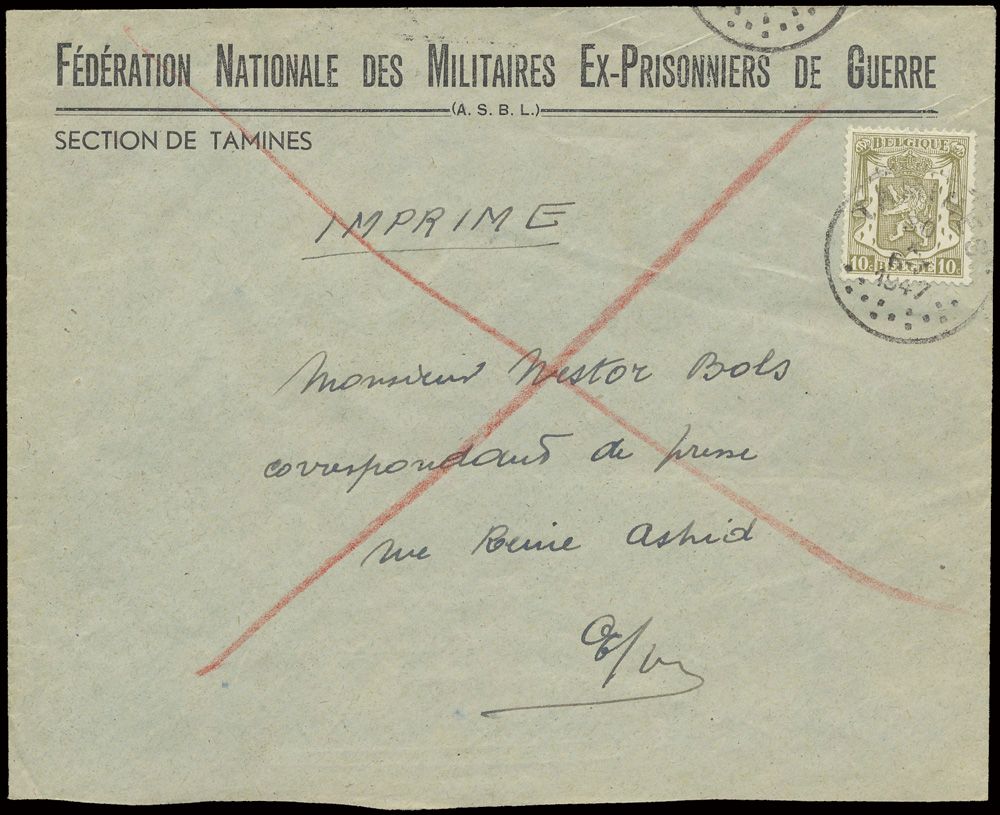 FÉDÉRATION NATIONALE DES MILITAIRES EX-PRISONNIERS DE GUERRE
(A. S. B. L.)
SECTION DE TAMINES
BELGIQUE
10 c BELGIE 10 c
1947
IMPRIME
Monsieur Nestor Bols
correspondant de presse
rue Reine Astrid
E/V